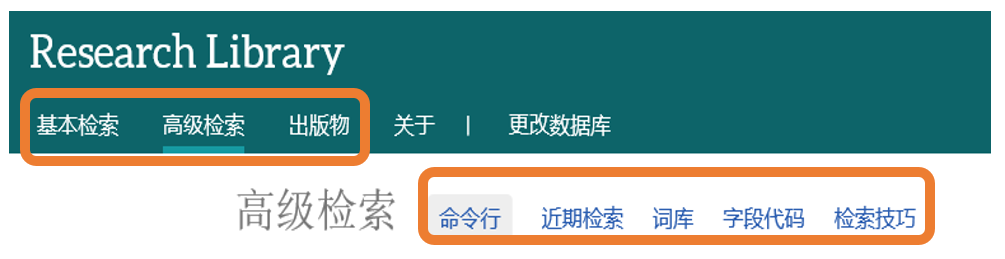 Research Library
基本检索 高级检索 出版物 关于 | 更改数据库
高级检索 命令行 近期检索 词库 字段代码 检索技巧